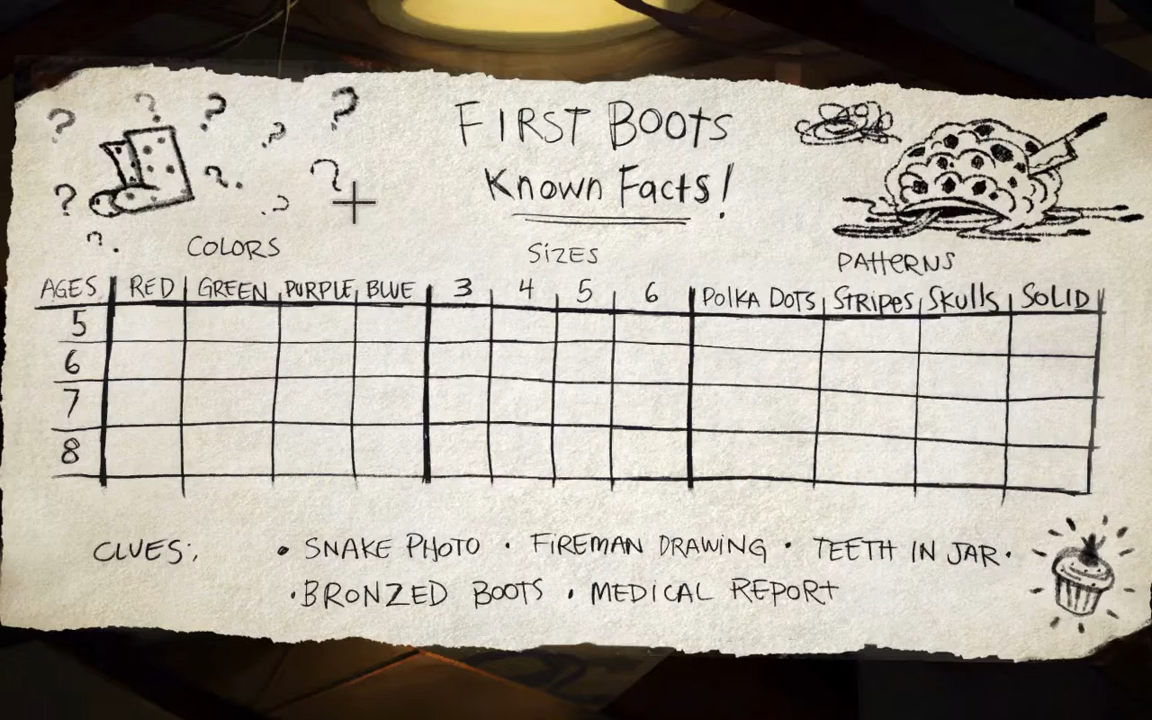 FIRST BOOTS
Known Facts!
COLORS SIZES PATTERNS
AGES RED GREEN PURPLE BLUE 3 4 5 6 POLKA DOTS STRIPES SKULLS SOLID
5
6
7
8
CLUES: • SNAKE PHOTO • FIREMAN DRAWING • TEETH IN JAR •
• BRONZED BOOTS • MEDICAL REPORT